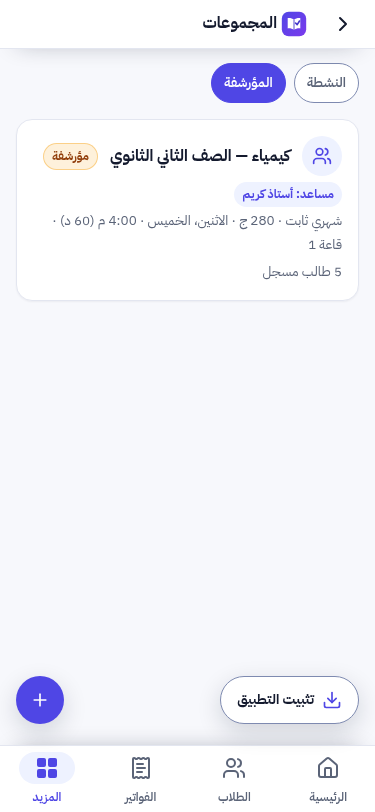 المجموعات
النشطة
المؤرشفة
كيمياء – الصف الثاني الثانوي
مؤرشفة
مساعد: أستاذ كريم
شهري ثابت · 280 ج · الاثنين، الخميس · 4:00 م (60 د) ·
قاعة 1
5 طالب مسجل
تثبيت التطبيق
الرئيسية
الطلاب
الفواتير
المزيد